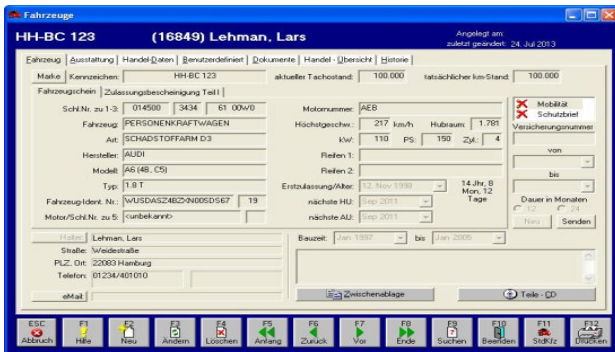 Fahrzeuge
HH-BC 123 (16849) Lehman, Lars
Angelegt am:
zuletzt geändert: 24. Jul 2013
Fahrzeug Ausstattung Handel-Daten Benutzerdefiniert Dokumente Handel - Übersicht Historie
Marke Kennzeichen: HH-BC 123 aktueller Tachostand: 100.000 tatsächlicher km-Stand: 100.000
Fahrzeugschein Zulassungsbescheinigung Teil I
Schl.Nr. zu 1-3: 014500 3434 61 00W0 Motornummer: AEB
Fahrzeug: PERSONENKRAFTWAGEN Höchstgeschw.: 217 km/h Hubraum: 1.781
Art: SCHADSTOFFARM D3 kW: 110 PS: 150 Zyl.: 4
Hersteller: AUDI Reifen 1:
Modell: A6 (4B, C5) Reifen 2:
Typ: 1.8 T Erstzulassung/Alter: 12. Nov 1998 14 Jhr, 8 Mon, 12 Tage
Fahrzeug-Ident. Nr.: 19 nächste HU: Sep 2011
Motor/Schl.Nr. zu 5: <unbekannt> nächste AU: Sep 2011
Mobilität
Schutzbrief
Versicherungsnummer
von
bis
Dauer in Monaten
12 24
Neu Senden
Halter Lehman, Lars Bauzeit: Jan 1997 bis Jan 2005
Straße: Weidestraße
PLZ, Ort: 22083 Hamburg
Telefon: 01234/401010
eMail Zwischenablage Teile - CD
ESC F1 F2 F3 F4 F5 F6 F7 F8 F9 F10 F11 F12
Abbruch Hilfe Neu Ändern Löschen Anfang Zurück Vor Ende Suchen Beenden StdKfz Drucken